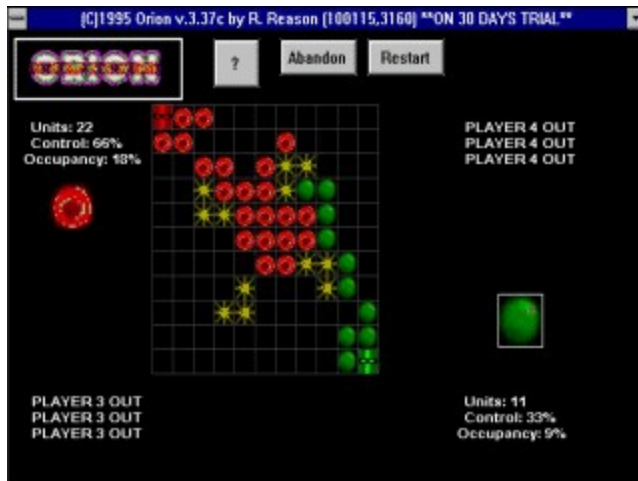 (C)1995 Orion v.3.37c by R. Reason (100115,3160) **ON 30 DAYS TRIAL**
ORION
?
Abandon
Restart
Units: 22
Control: 66%
Occupancy: 18%
PLAYER 4 OUT
PLAYER 4 OUT
PLAYER 4 OUT
PLAYER 3 OUT
PLAYER 3 OUT
PLAYER 3 OUT
Units: 11
Control: 33%
Occupancy: 9%